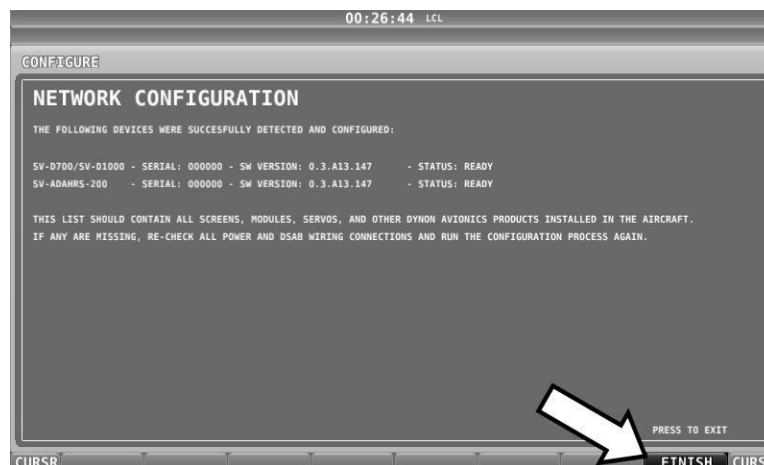 00:26:44 LCL
CONFIGURE
NETWORK CONFIGURATION
THE FOLLOWING DEVICES WERE SUCCESFULLY DETECTED AND CONFIGURED:
SV-D700/SV-D1000 - SERIAL: 000000 - SW VERSION: 0.3.A13.147 - STATUS: READY
SV-ADAHRS-200 - SERIAL: 000000 - SW VERSION: 0.3.A13.147 - STATUS: READY
THIS LIST SHOULD CONTAIN ALL SCREENS, MODULES, SERVOS, AND OTHER DYNON AVIONICS PRODUCTS INSTALLED IN THE AIRCRAFT.
IF ANY ARE MISSING, RE-CHECK ALL POWER AND DSAB WIRING CONNECTIONS AND RUN THE CONFIGURATION PROCESS AGAIN.
PRESS TO EXIT
CURSR FINISH CURS